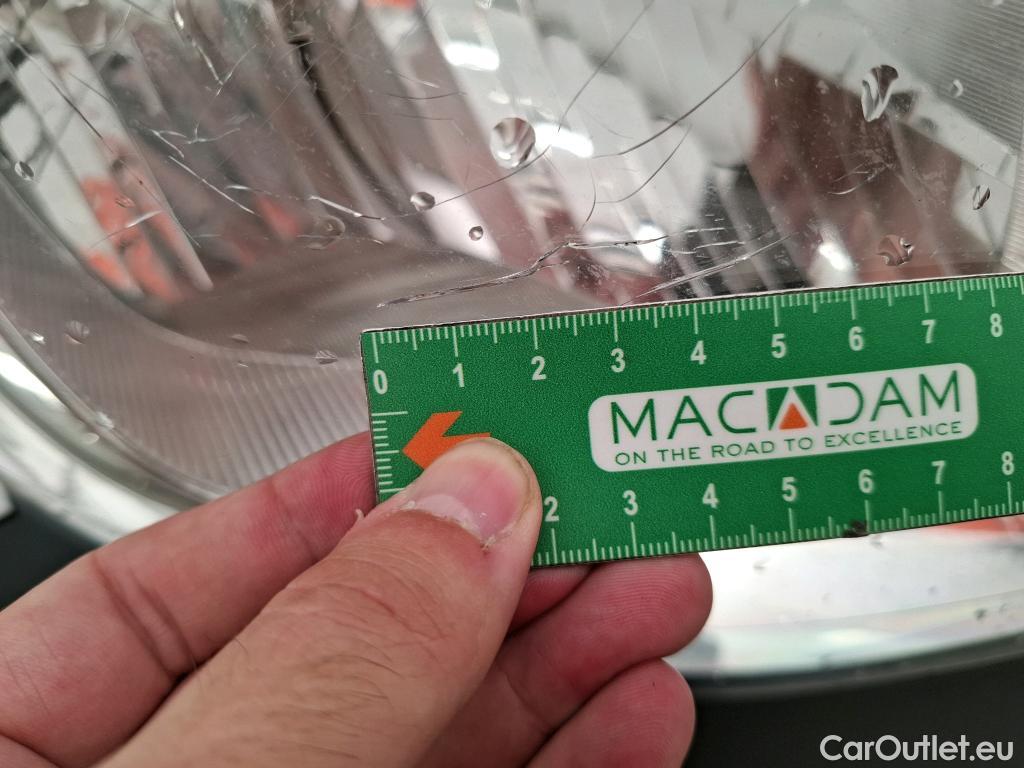 0 1 2 3 4 5 6 7 8
MACADAM
ON THE ROAD TO EXCELLENCE
2 3 4 5 6 7 8
CarOutlet.eu